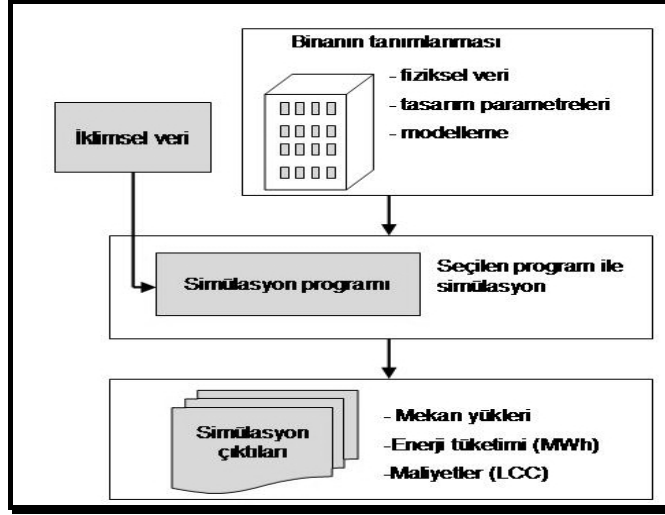 Binanın tanımlanması
- fiziksel veri
- tasarım parametreleri
- modelleme
İklimsel veri
Simülasyon programı
Seçilen program ile
simülasyon
Simülasyon
çıktıları
- Mekan yükleri
-Enerji tüketimi (MWh)
-Maliyetler (LCC)